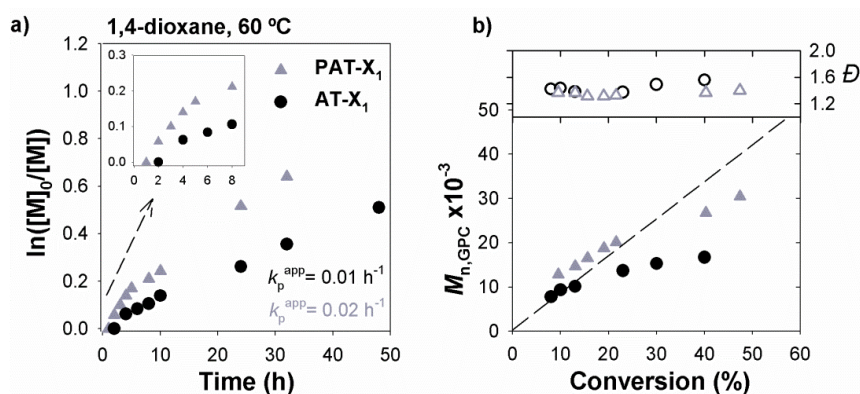 a)
1,4-dioxane, 60 ºC
ln([M]₀/[M])
1.2
1.0
0.8
0.6
0.4
0.2
0.0
0.3
0.2
0.1
0.0
0 2 4 6 8
PAT-X₁
AT-X₁
kₚᵃᵖᵖ= 0.01 h⁻¹
kₚᵃᵖᵖ= 0.02 h⁻¹
0 10 20 30 40 50
Time (h)
b)
2.0
1.6
1.2
Đ
Mₙ,GPC x10⁻³
50
40
30
20
10
0
0 10 20 30 40 50 60
Conversion (%)